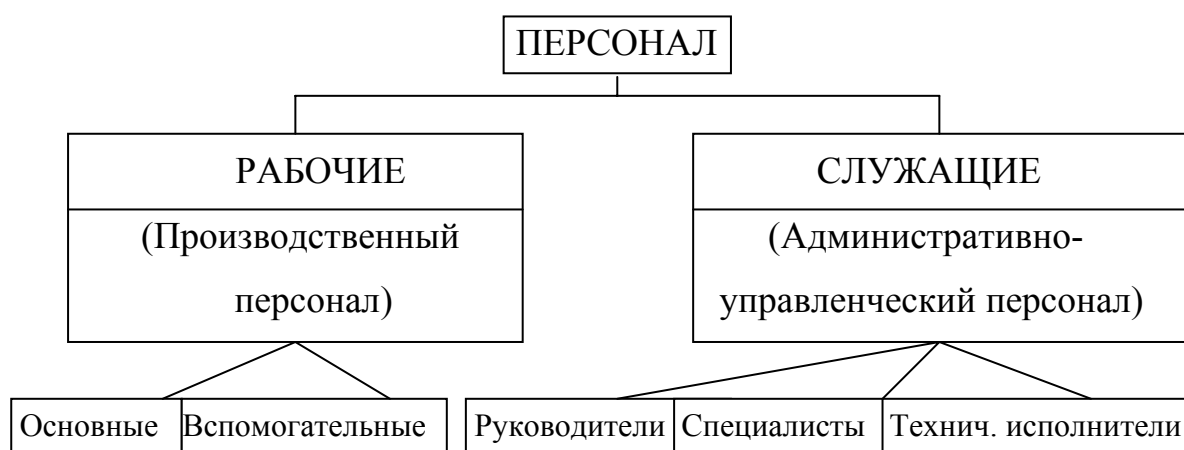 ПЕРСОНАЛ
РАБОЧИЕ
(Производственный
персонал)
СЛУЖАЩИЕ
(Административно-
управленческий персонал)
Основные
Вспомогательные
Руководители
Специалисты
Технич. исполнители